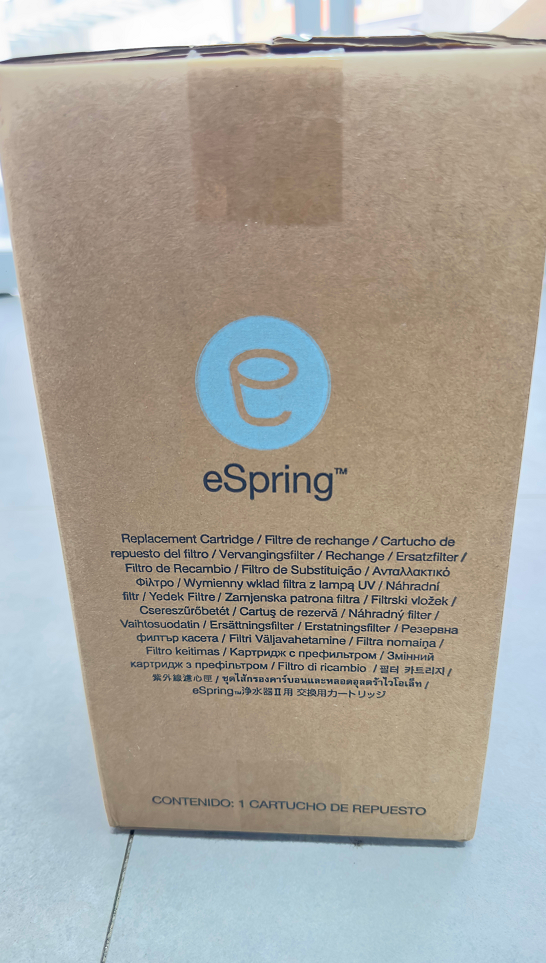 eSpring™
Replacement Cartridge / Filtre de rechange / Cartucho de
repuesto del filtro / Vervangingsfilter / Rechange / Ersatzfilter /
Filtro de Recambio / Filtro de Substituição / Ανταλλακτικό
Φίλτρο / Wymienny wkład filtra z lampą UV / Náhradní
filtr / Yedek Filtre / Zamjenska patrona filtra / Filtrski vložek /
Csereszűrőbetét / Cartuş de rezervă / Náhradný filter /
Vaihtosuodatin / Ersättningsfilter / Erstatningsfilter / Резервна
филтър касета / Filtri Väljavahetamine / Filtra nomaiņa /
Filtro keitimas / Картридж с префильтром / Змінний
картридж з префільтром / Filtro di ricambio / 필터 카트리지 /
紫外線濾心匣 / ชุดไส้กรองคาร์บอนและหลอดอุลตร้าไวโอเล็ท /
eSpring™浄水器II用 交換用カートリッジ
CONTENIDO: 1 CARTUCHO DE REPUESTO